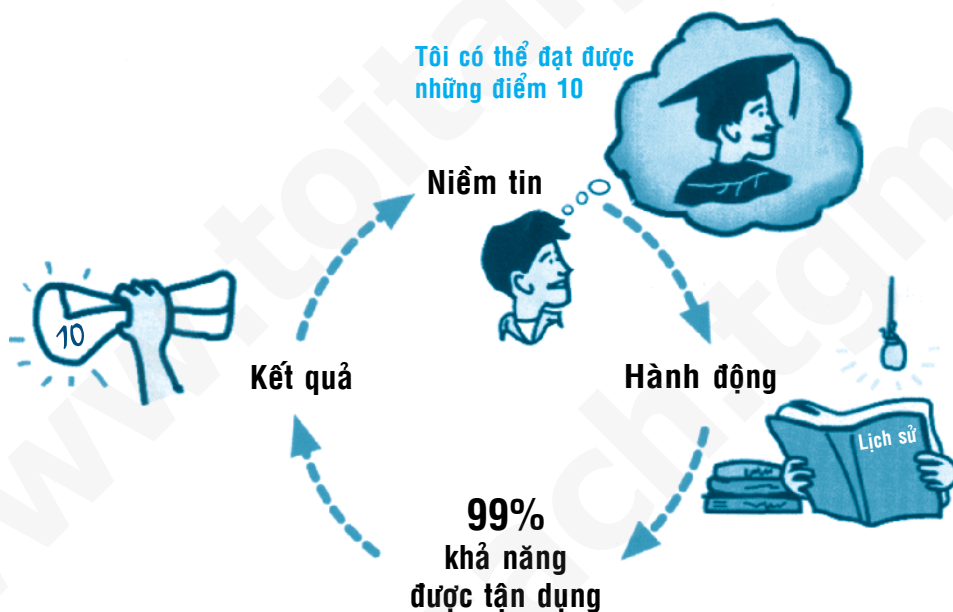 Tôi có thể đạt được
những điểm 10
Niềm tin
10
Kết quả
Hành động
Lịch sử
99%
khả năng
được tận dụng